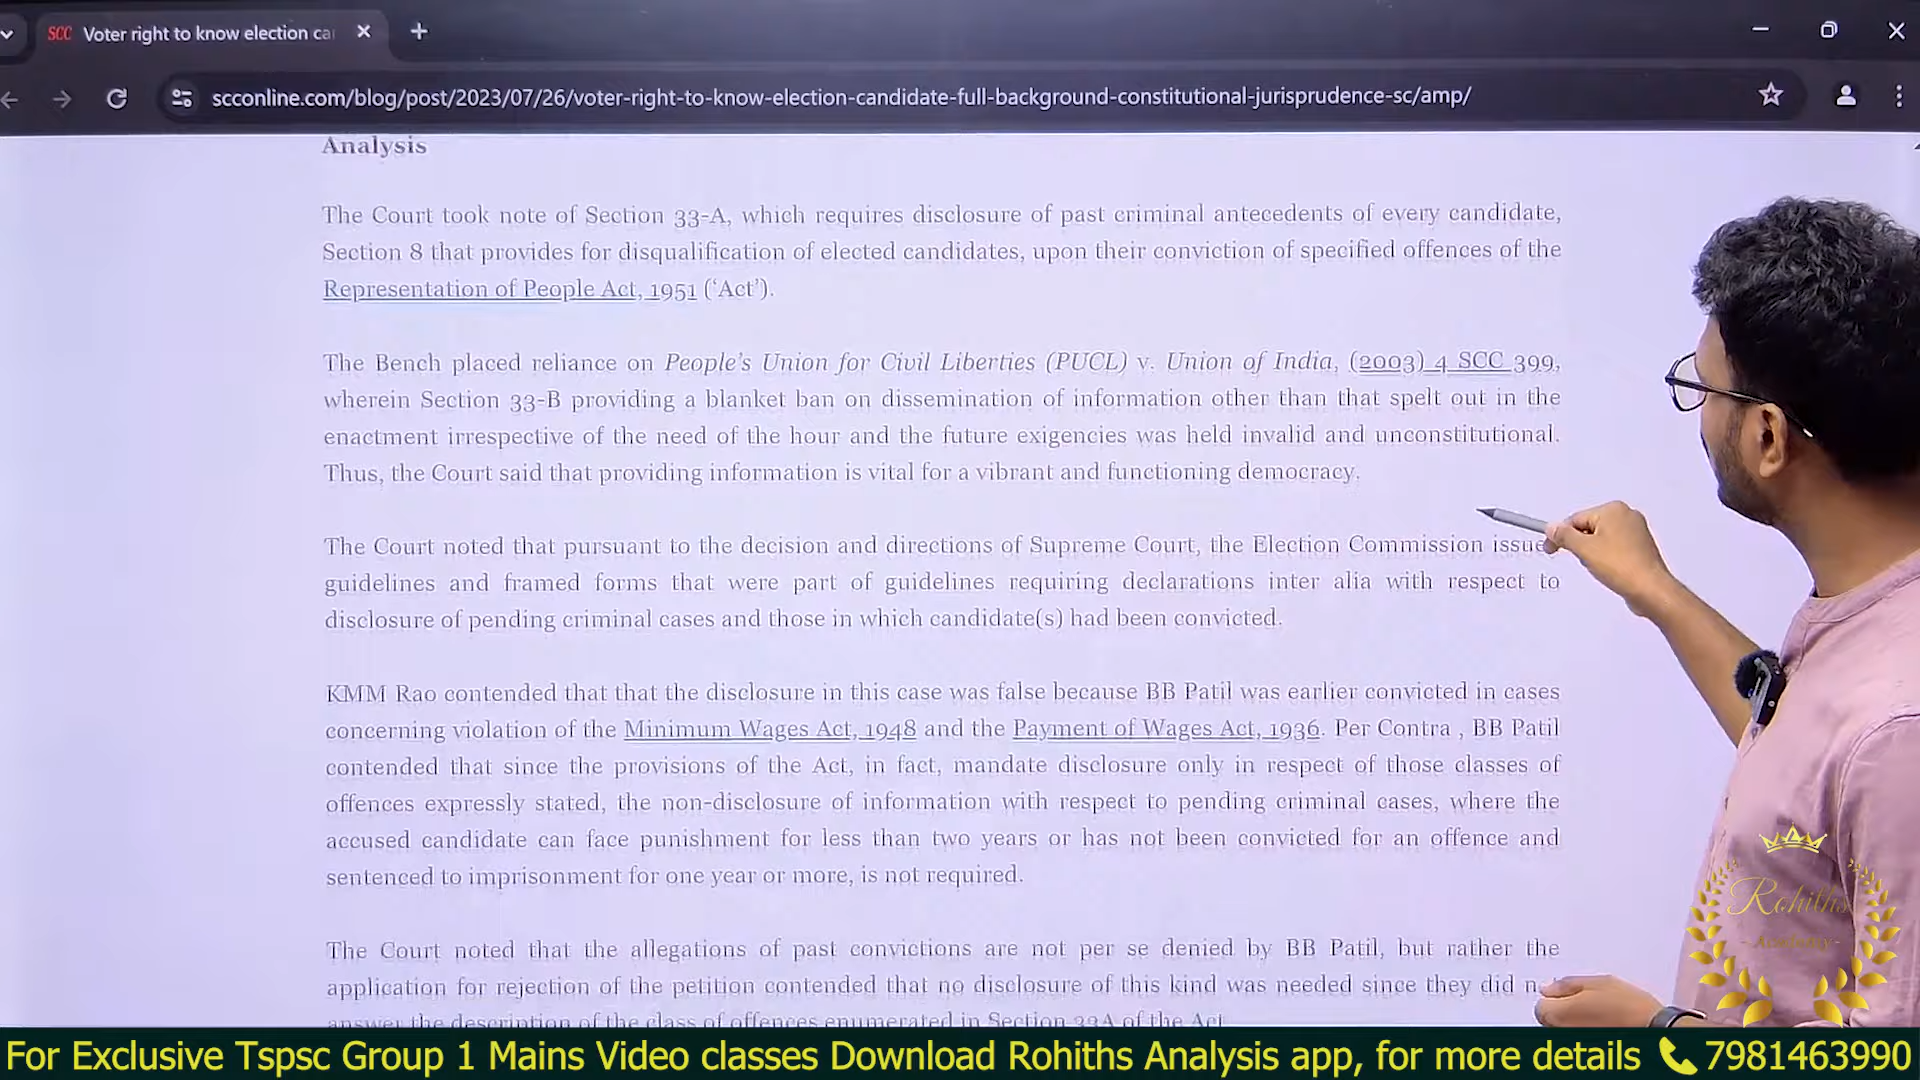 SCC Voter right to know election ca
scconline.com/blog/post/2023/07/26/voter-right-to-know-election-candidate-full-background-constitutional-jurisprudence-sc/amp/
Analysis
The Court took note of Section 33-A, which requires disclosure of past criminal antecedents of every candidate,
Section 8 that provides for disqualification of elected candidates, upon their conviction of specified offences of the
Representation of People Act, 1951 (‘Act’).
The Bench placed reliance on People’s Union for Civil Liberties (PUCL) v. Union of India, (2003) 4 SCC 399,
wherein Section 33-B providing a blanket ban on dissemination of information other than that spelt out in the
enactment irrespective of the need of the hour and the future exigencies was held invalid and unconstitutional.
Thus, the Court said that providing information is vital for a vibrant and functioning democracy.
The Court noted that pursuant to the decision and directions of Supreme Court, the Election Commission issue
guidelines and framed forms that were part of guidelines requiring declarations inter alia with respect to
disclosure of pending criminal cases and those in which candidate(s) had been convicted.
KMM Rao contended that that the disclosure in this case was false because BB Patil was earlier convicted in cases
concerning violation of the Minimum Wages Act, 1948 and the Payment of Wages Act, 1936. Per Contra , BB Patil
contended that since the provisions of the Act, in fact, mandate disclosure only in respect of those classes of
offences expressly stated, the non-disclosure of information with respect to pending criminal cases, where the
accused candidate can face punishment for less than two years or has not been convicted for an offence and
sentenced to imprisonment for one year or more, is not required.
The Court noted that the allegations of past convictions are not per se denied by BB Patil, but rather the
application for rejection of the petition contended that no disclosure of this kind was needed since they did n
answer the description of the class of offences enumerated in Section 33A of the Act
Rohiths
- Academy -
For Exclusive Tspsc Group 1 Mains Video classes Download Rohiths Analysis app, for more details 7981463990